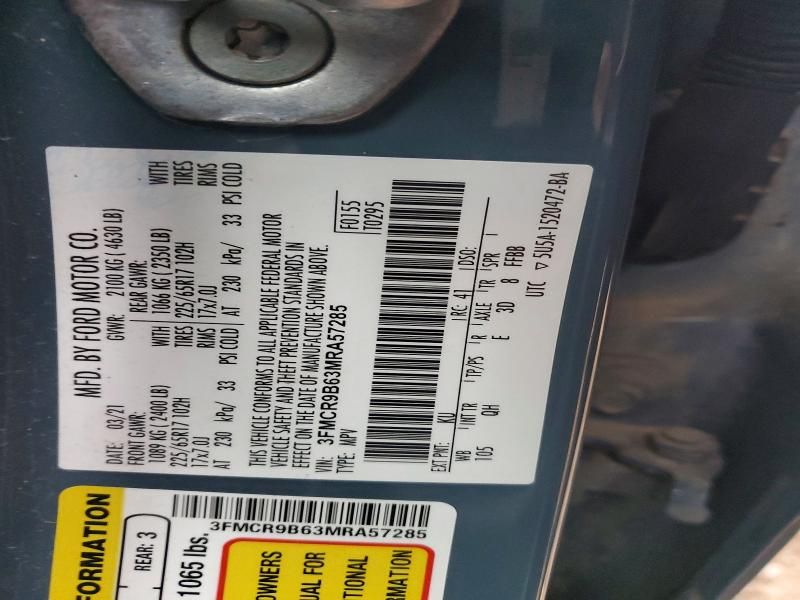 MFD. BY FORD MOTOR CO.
DATE: 03/21 GVWR: 2100 KG ( 4630 LB)
FRONT GAWR: REAR GAWR:
1089 KG ( 2400 LB) WITH 1066 KG ( 2350 LB) WITH
225/65R17 102H TIRES 225/65R17 102H TIRES
17x7.0J RIMS 17x7.0J RIMS
AT 230 kPa/ 33 PSI COLD AT 230 kPa/ 33 PSI COLD
THIS VEHICLE CONFORMS TO ALL APPLICABLE FEDERAL MOTOR
VEHICLE SAFETY AND THEFT PREVENTION STANDARDS IN
EFFECT ON THE DATE OF MANUFACTURE SHOWN ABOVE.
VIN: 3FMCR9B63MRA57285 F0155
TYPE: MPV T0295
EXT PNT: KU RC: 41 DSO:
WB INT TR TP/PS R AXLE TR SPR
105 QH E 3D 8 FFBB
UTC ▽ 5U5A-1520472-BA
FORMATION
REAR: 3
1065 lbs.
3FMCR9B63MRA57285
OWNERS
UAL FOR
TIONAL
RMATION